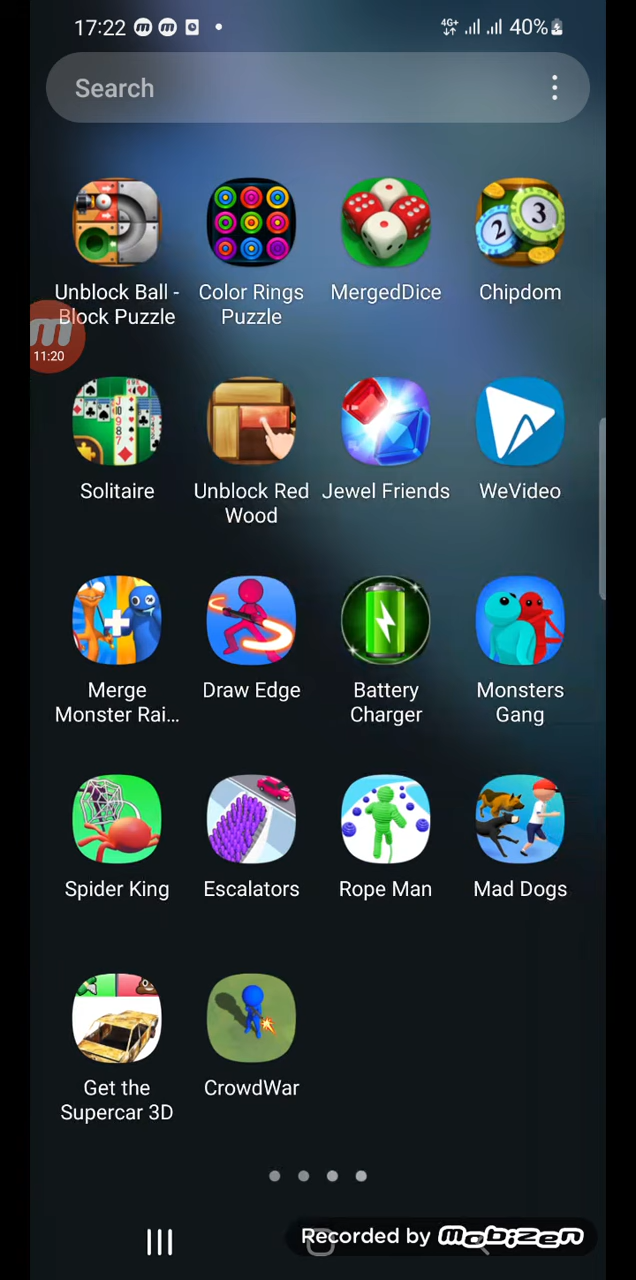 17:22
4G+ 40%
Search
Unblock Ball -
Block Puzzle
Color Rings
Puzzle
MergedDice
Chipdom
11:20
Solitaire
Unblock Red
Wood
Jewel Friends
WeVideo
Merge
Monster Rai...
Draw Edge
Battery
Charger
Monsters
Gang
Spider King
Escalators
Rope Man
Mad Dogs
Get the
Supercar 3D
CrowdWar
Recorded by Mobizen